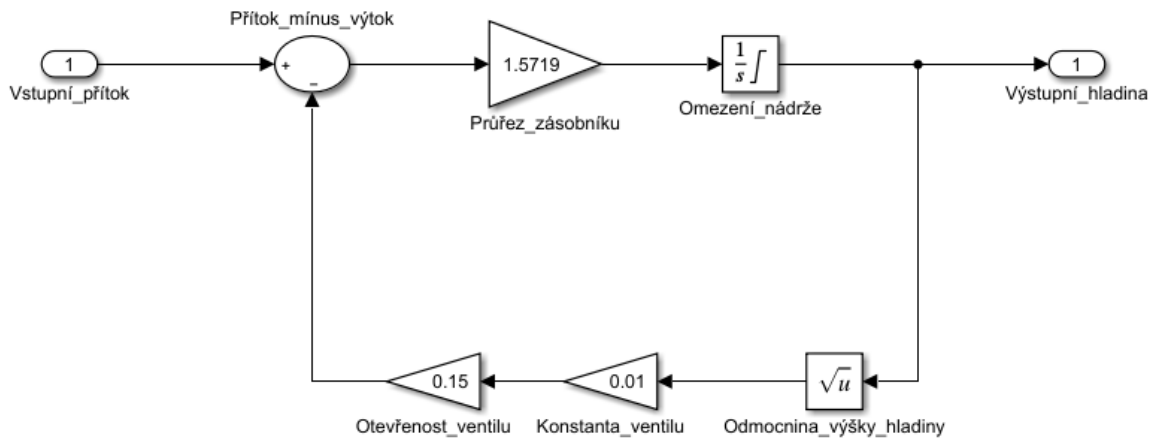 Přítok_mínus_výtok
1
+
−
1.5719
1
s
1
Vstupní_přítok
Průřez_zásobníku
Omezení_nádrže
Výstupní_hladina
0.15
0.01
√u
Otevřenost_ventilu
Konstanta_ventilu
Odmocnina_výšky_hladiny